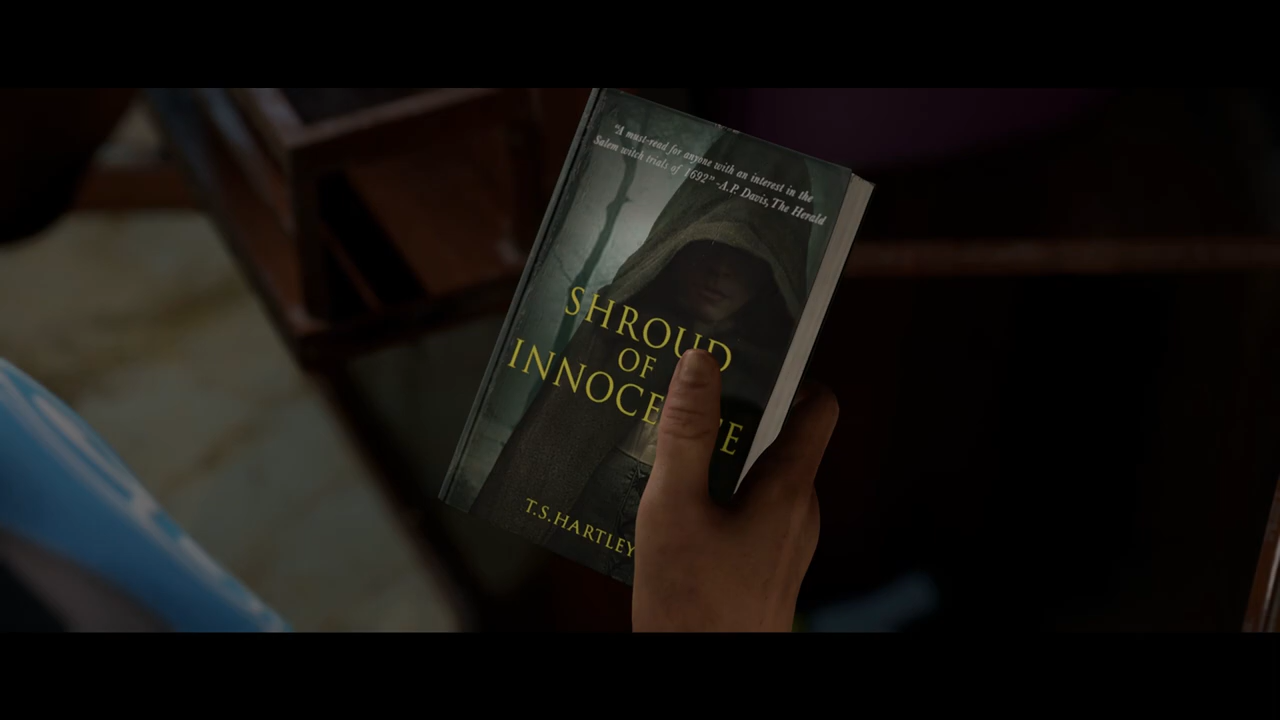 "A must-read for anyone with an interest in the
Salem witch trials of 1692" -A.P. Davis, The Herald
SHROUD
OF
INNOCE
E
T.S.HARTLEY